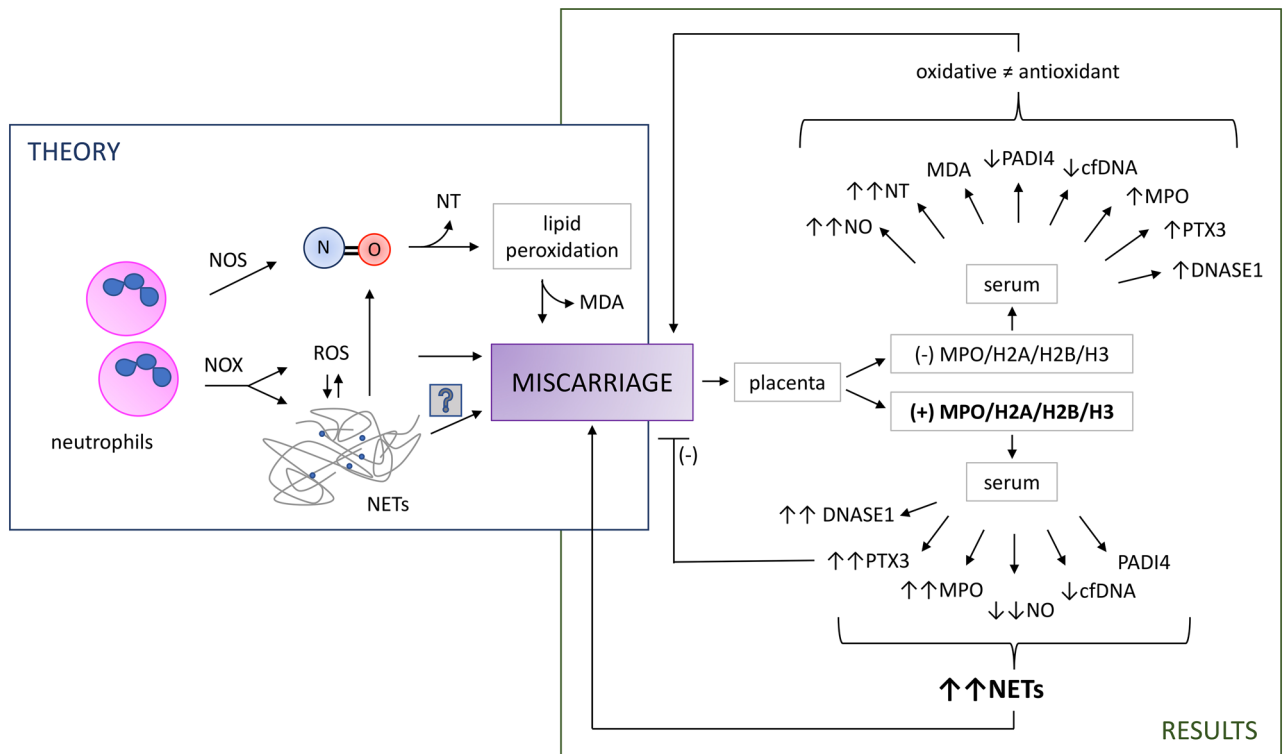 THEORY
NOS
N
O
NT
lipid
peroxidation
MDA
NOX
ROS
neutrophils
NETs
?
MISCARRIAGE
placenta
oxidative ≠ antioxidant
↑↑NO
↑↑NT
MDA
↓PADI4
↓cfDNA
↑MPO
↑PTX3
↑DNASE1
serum
(-) MPO/H2A/H2B/H3
(+) MPO/H2A/H2B/H3
serum
(-)
↑↑ DNASE1
↑↑PTX3
↑↑MPO
↓↓NO
↓cfDNA
PADI4
↑↑NETs
RESULTS